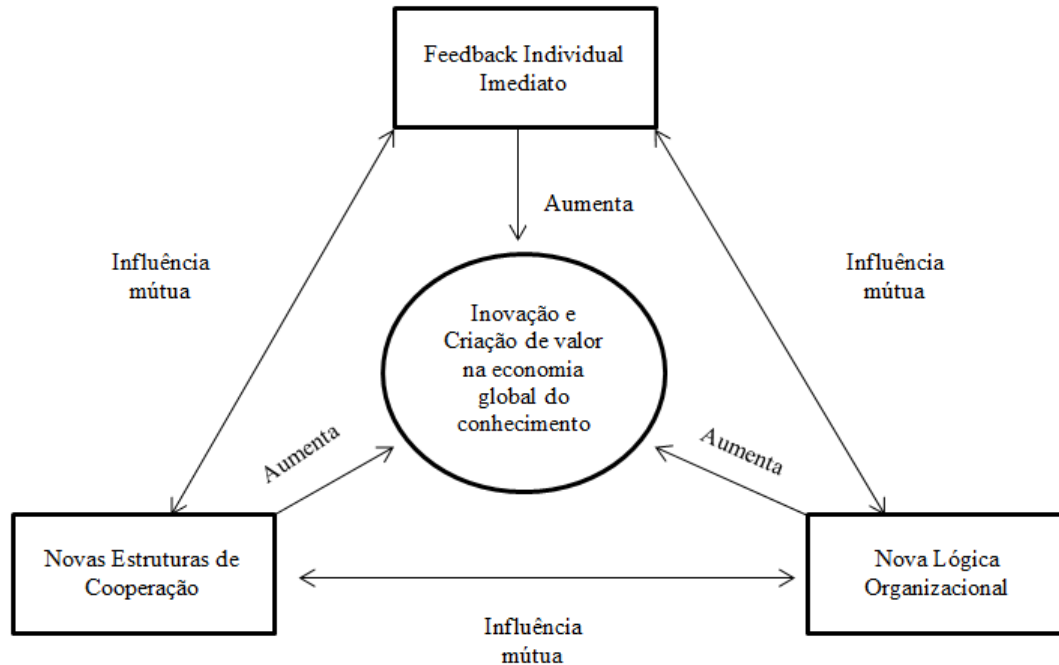 Feedback Individual
Imediato
Aumenta
Influência
mútua
Influência
mútua
Inovação e
Criação de valor
na economia
global do
conhecimento
Aumenta
Aumenta
Novas Estruturas de
Cooperação
Nova Lógica
Organizacional
Influência
mútua